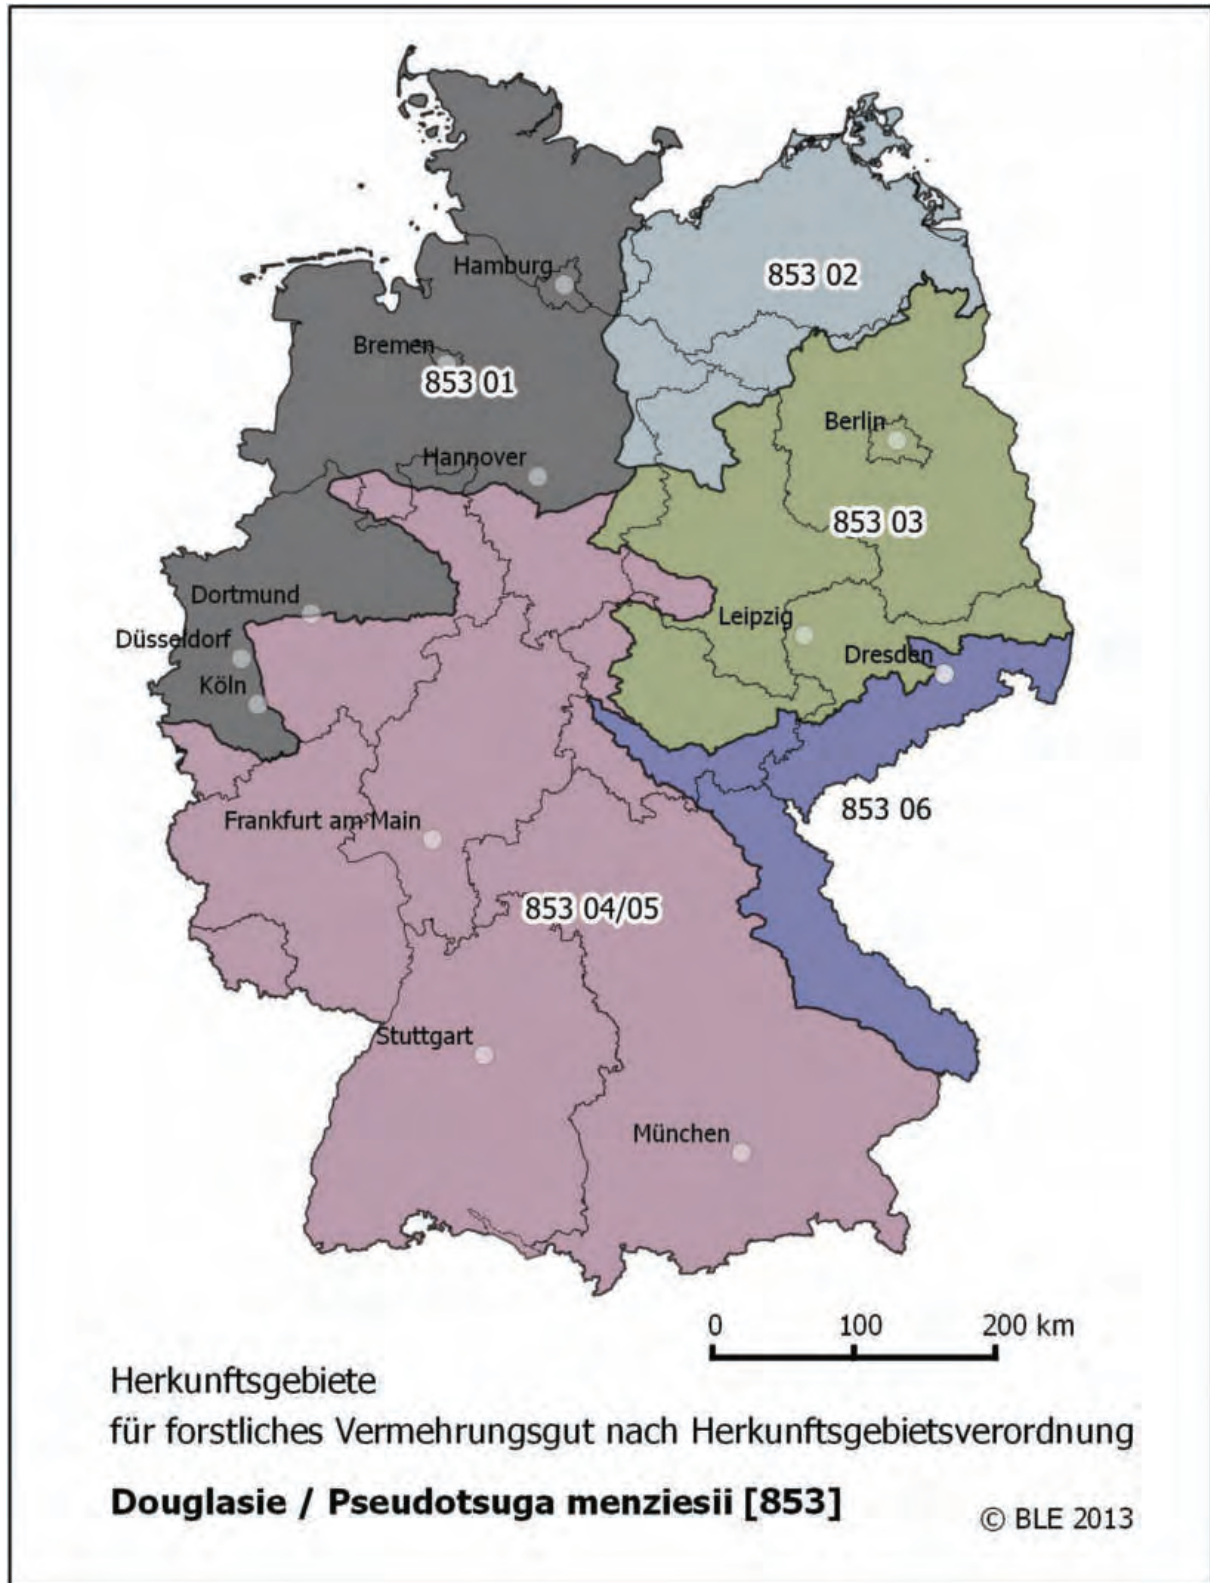 Hamburg
853 02
Bremen
853 01
Berlin
Hannover
853 03
Dortmund
Leipzig
Düsseldorf
Dresden
Köln
853 06
Frankfurt am Main
853 04/05
Stuttgart
München
0 100 200 km
Herkunftsgebiete
für forstliches Vermehrungsgut nach Herkunftsgebietsverordnung
Douglasie / Pseudotsuga menziesii [853]
© BLE 2013